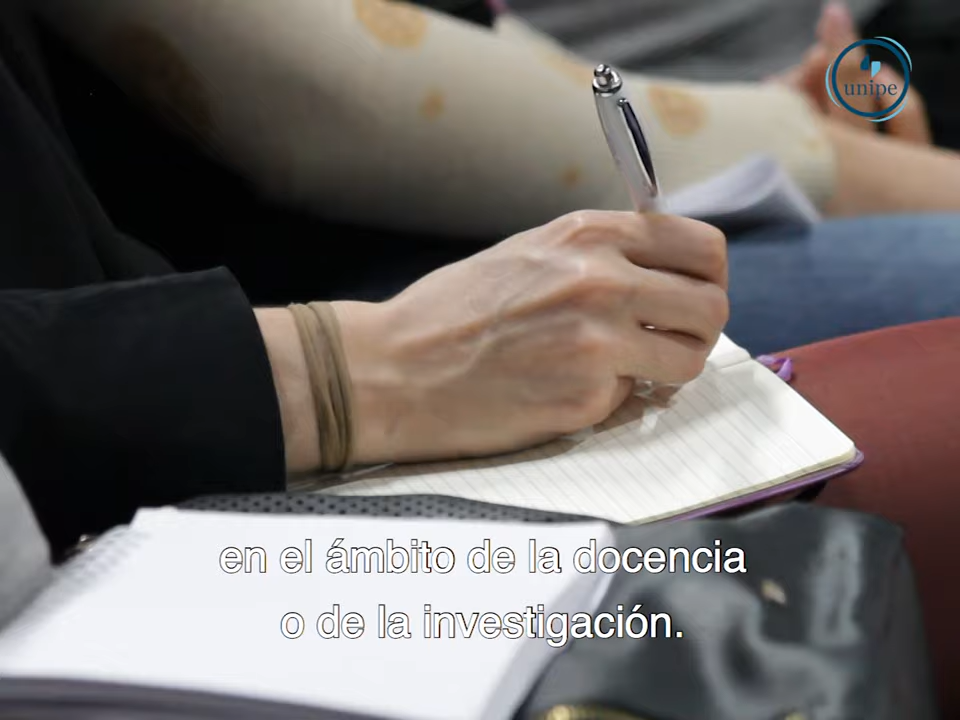 unipe
en el ámbito de la docencia
o de la investigación.